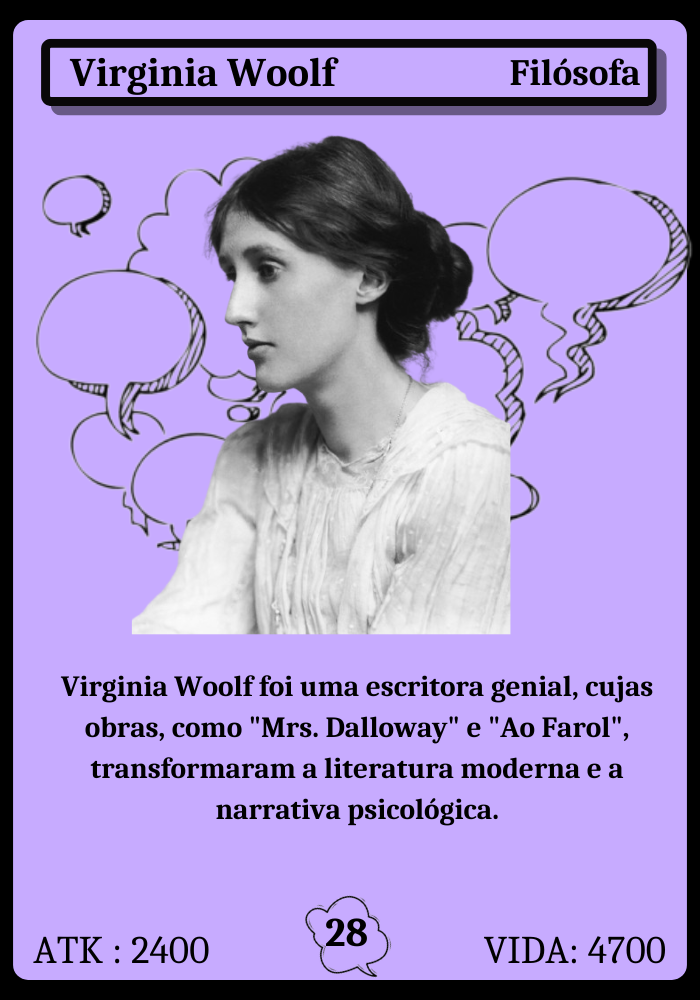 Virginia Woolf Filósofa
Virginia Woolf foi uma escritora genial, cujas
obras, como "Mrs. Dalloway" e "Ao Farol",
transformaram a literatura moderna e a
narrativa psicológica.
ATK : 2400 28 VIDA: 4700